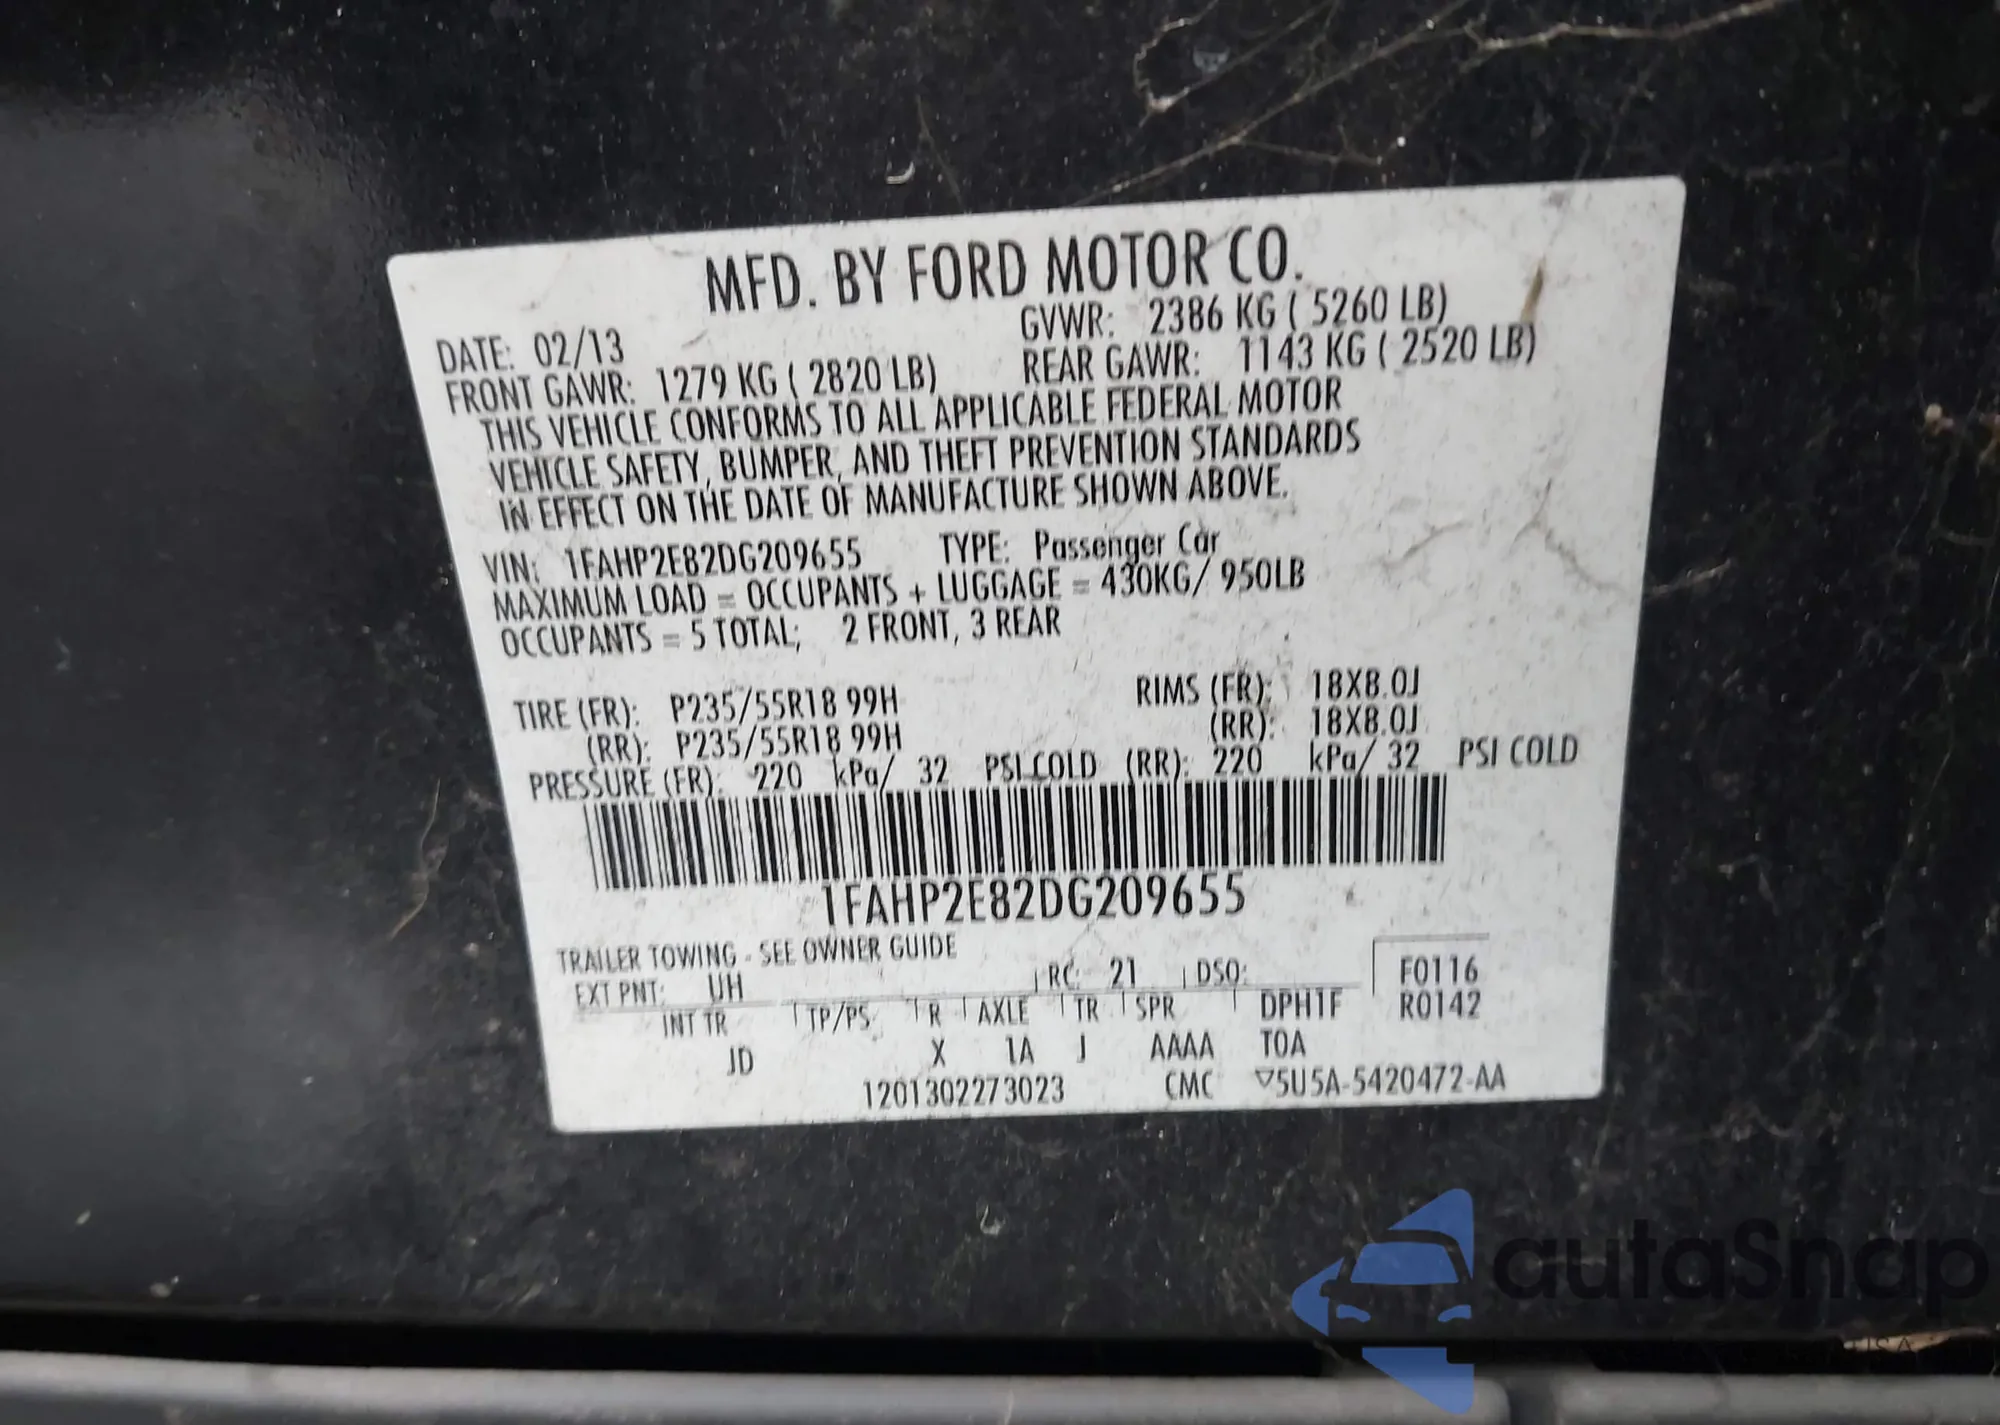 MFD. BY FORD MOTOR CO.
DATE: 02/13 GVWR: 2386 KG ( 5260 LB)
FRONT GAWR: 1279 KG ( 2820 LB) REAR GAWR: 1143 KG ( 2520 LB)
THIS VEHICLE CONFORMS TO ALL APPLICABLE FEDERAL MOTOR
VEHICLE SAFETY, BUMPER, AND THEFT PREVENTION STANDARDS
IN EFFECT ON THE DATE OF MANUFACTURE SHOWN ABOVE.
VIN: 1FAHP2E82DG209655 TYPE: Passenger Car
MAXIMUM LOAD = OCCUPANTS + LUGGAGE = 430KG/ 950LB
OCCUPANTS = 5 TOTAL; 2 FRONT, 3 REAR
TIRE (FR): P235/55R18 99H RIMS (FR): 18X8.0J
(RR): P235/55R18 99H (RR): 18X8.0J
PRESSURE (FR): 220 kPa/ 32 PSI COLD (RR): 220 kPa/ 32 PSI COLD
1FAHP2E82DG209655
TRAILER TOWING - SEE OWNER GUIDE
EXT PNT: UH RC: 21 DSO: F0116
INT TR TP/PS R AXLE TR SPR DPH1F R0142
JD X 1A J AAAA TOA
1201302273023 CMC ▽5U5A-5420472-AA
autaSnap
USA